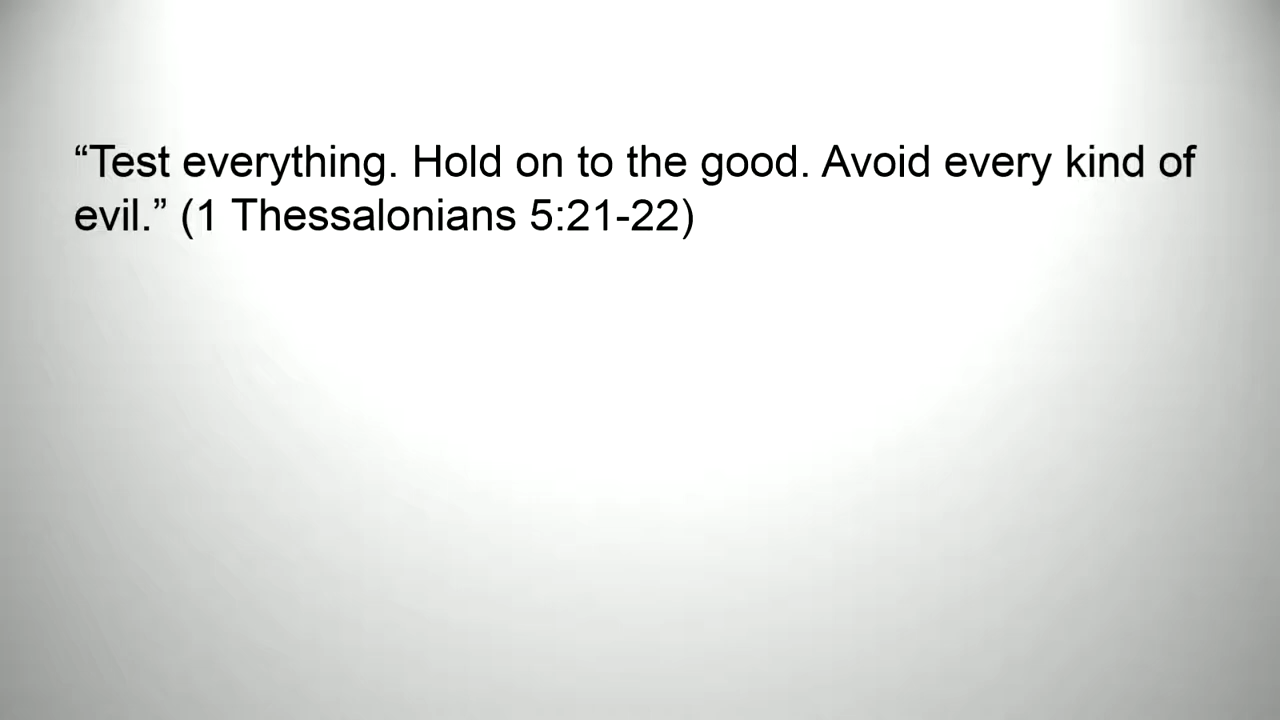 “Test everything. Hold on to the good. Avoid every kind of
evil.” (1 Thessalonians 5:21-22)